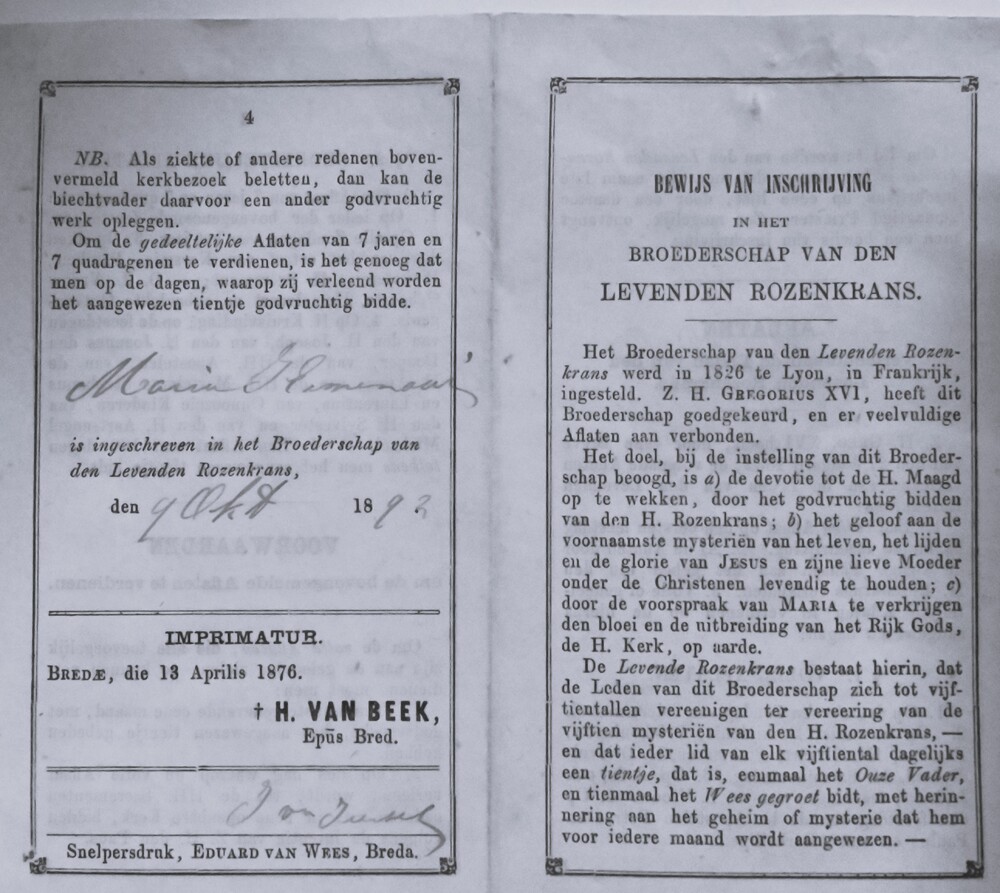 4
NB. Als ziekte of andere redenen boven-
vermeld kerkbezoek beletten, dan kan de
biechtvader daarvoor een ander godvruchtig
werk opleggen.
Om de gedeeltelijke Aflaten van 7 jaren en
7 quadragenen te verdienen, is het genoeg dat
men op de dagen, waarop zij verleend worden
het aangewezen tientje godvruchtig bidde.
Maria
is ingeschreven in het Broederschap van
den Levenden Rozenkrans,
den 9 Okt 1893.
IMPRIMATUR.
BREDÆ, die 13 Aprilis 1876.
† H. VAN BEEK,
Epūs Bred.
J van Iersel
Snelpersdruk, EDUARD VAN WEES, Breda.
BEWIJS VAN INSCHRIJVING
IN HET
BROEDERSCHAP VAN DEN
LEVENDEN ROZENKRANS.
Het Broederschap van den Levenden Rozen-
krans werd in 1826 te Lyon, in Frankrijk,
ingesteld. Z. H. GREGORIUS XVI, heeft dit
Broederschap goedgekeurd, en er veelvuldige
Aflaten aan verbonden.
Het doel, bij de instelling van dit Broeder-
schap beoogd, is a) de devotie tot de H. Maagd
op te wekken, door het godvruchtig bidden
van den H. Rozenkrans; b) het geloof aan de
voornaamste mysteriën van het leven, het lijden
en de glorie van JESUS en zijne lieve Moeder
onder de Christenen levendig te houden; c)
door de voorspraak van MARIA te verkrijgen
den bloei en de uitbreiding van het Rijk Gods,
de H. Kerk, op aarde.
De Levende Rozenkrans bestaat hierin, dat
de Leden van dit Broederschap zich tot vijf-
tientallen vereenigen ter vereering van de
vijftien mysteriën van den H. Rozenkrans, —
en dat ieder lid van elk vijftiental dagelijks
een tientje, dat is, eenmaal het Onze Vader,
en tienmaal het Wees gegroet bidt, met herin-
nering aan het geheim of mysterie dat hem
voor iedere maand wordt aangewezen. —